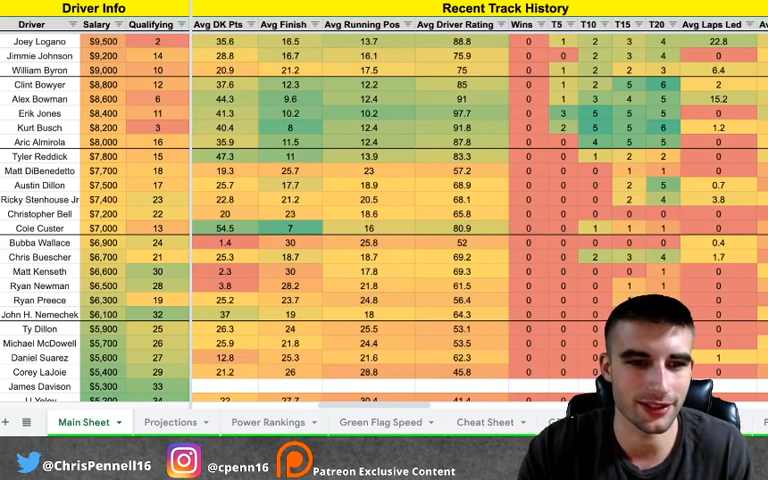 Driver Info Recent Track History
Driver Salary Qualifying Avg DK Pts Avg Finish Avg Running Pos Avg Driver Rating Wins T5 T10 T15 T20 Avg Laps Led
Joey Logano $9,500 2 35.6 16.5 13.7 88.8 0 1 2 3 4 22.8
Jimmie Johnson $9,200 14 28.8 16.7 16.1 75.9 0 0 2 3 4 0
William Byron $9,000 10 20.9 21.2 17.5 75 0 1 2 2 3 6.4
Clint Bowyer $8,800 12 37.6 12.3 12.2 85 0 1 2 5 6 2
Alex Bowman $8,600 6 44.3 9.6 12.4 91 0 1 3 4 5 15.2
Erik Jones $8,400 11 41.3 10.2 10.2 97.7 0 3 5 5 5 0
Kurt Busch $8,200 3 40.4 8 12.4 91.8 0 2 5 5 6 1.2
Aric Almirola $8,000 16 35.9 11.5 12.4 87.8 0 0 4 5 5 0
Tyler Reddick $7,800 15 47.3 11 13.9 83.3 0 0 1 2 2 0
Matt DiBenedetto $7,700 18 19.3 25.7 23 57.2 0 0 0 1 1 0
Austin Dillon $7,500 17 25.7 17.7 18.9 68.9 0 0 0 2 5 0.7
Ricky Stenhouse Jr $7,400 23 22.8 21.2 20.5 68.1 0 0 0 2 4 3.8
Christopher Bell $7,200 22 20 23 18.6 65.8 0 0 0 0 0 0
Cole Custer $7,000 13 54.5 7 16 80.9 0 0 1 1 1 0
Bubba Wallace $6,900 24 1.4 30 25.8 52 0 0 0 0 0 0.4
Chris Buescher $6,700 21 25.3 18.7 18.7 69.2 0 0 2 3 4 1.7
Matt Kenseth $6,600 30 2.3 30 17.8 69.3 0 0 0 0 1 0
Ryan Newman $6,500 28 3.8 28.2 21.8 61.5 0 0 0 1 1 0
Ryan Preece $6,300 19 25.2 23.7 24.8 56.4 0 0 0 0
John H. Nemechek $6,100 32 37 19 18 64.3 0 0 0 0
Ty Dillon $5,900 25 26.3 24 25.5 53.1 0 0 0 0
Michael McDowell $5,700 26 25.9 21.8 24.4 53.5 0 0 0 0
Daniel Suarez $5,600 27 12.8 25.3 21.6 62.3 0 0 0 1
Corey LaJoie $5,400 29 21.2 26 28.8 45.8 0 0 0 0
James Davison $5,300 33
+ Main Sheet Projections Power Rankings Green Flag Speed Cheat Sheet
@ChrisPennell16 @cpenn16 Patreon Exclusive Content